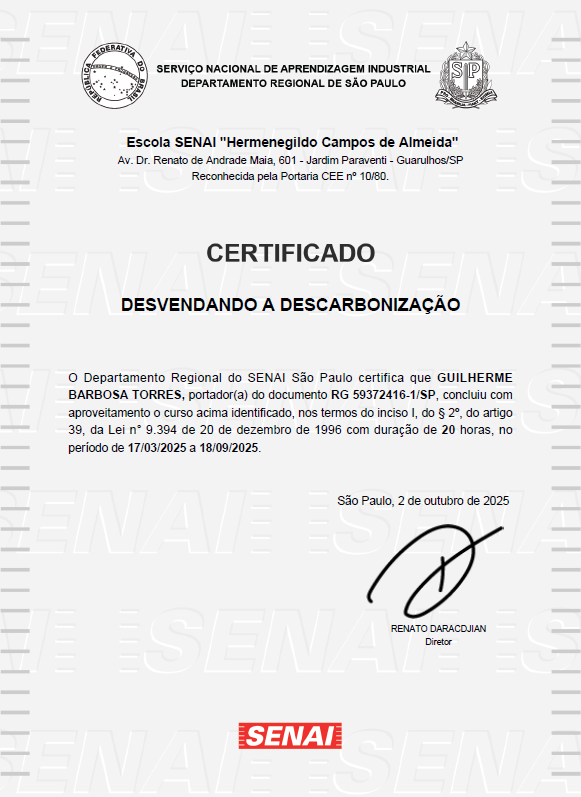 REPÚBLICA FEDERATIVA DO BRASIL
SERVIÇO NACIONAL DE APRENDIZAGEM INDUSTRIAL
DEPARTAMENTO REGIONAL DE SÃO PAULO
SP
Escola SENAI "Hermenegildo Campos de Almeida"
Av. Dr. Renato de Andrade Maia, 601 - Jardim Paraventi - Guarulhos/SP
Reconhecida pela Portaria CEE nº 10/80.
CERTIFICADO
DESVENDANDO A DESCARBONIZAÇÃO
O Departamento Regional do SENAI São Paulo certifica que GUILHERME
BARBOSA TORRES, portador(a) do documento RG 59372416-1/SP, concluiu com
aproveitamento o curso acima identificado, nos termos do inciso I, do § 2º, do artigo
39, da Lei n° 9.394 de 20 de dezembro de 1996 com duração de 20 horas, no
período de 17/03/2025 a 18/09/2025.
São Paulo, 2 de outubro de 2025
RENATO DARACDJIAN
Diretor
SENAI